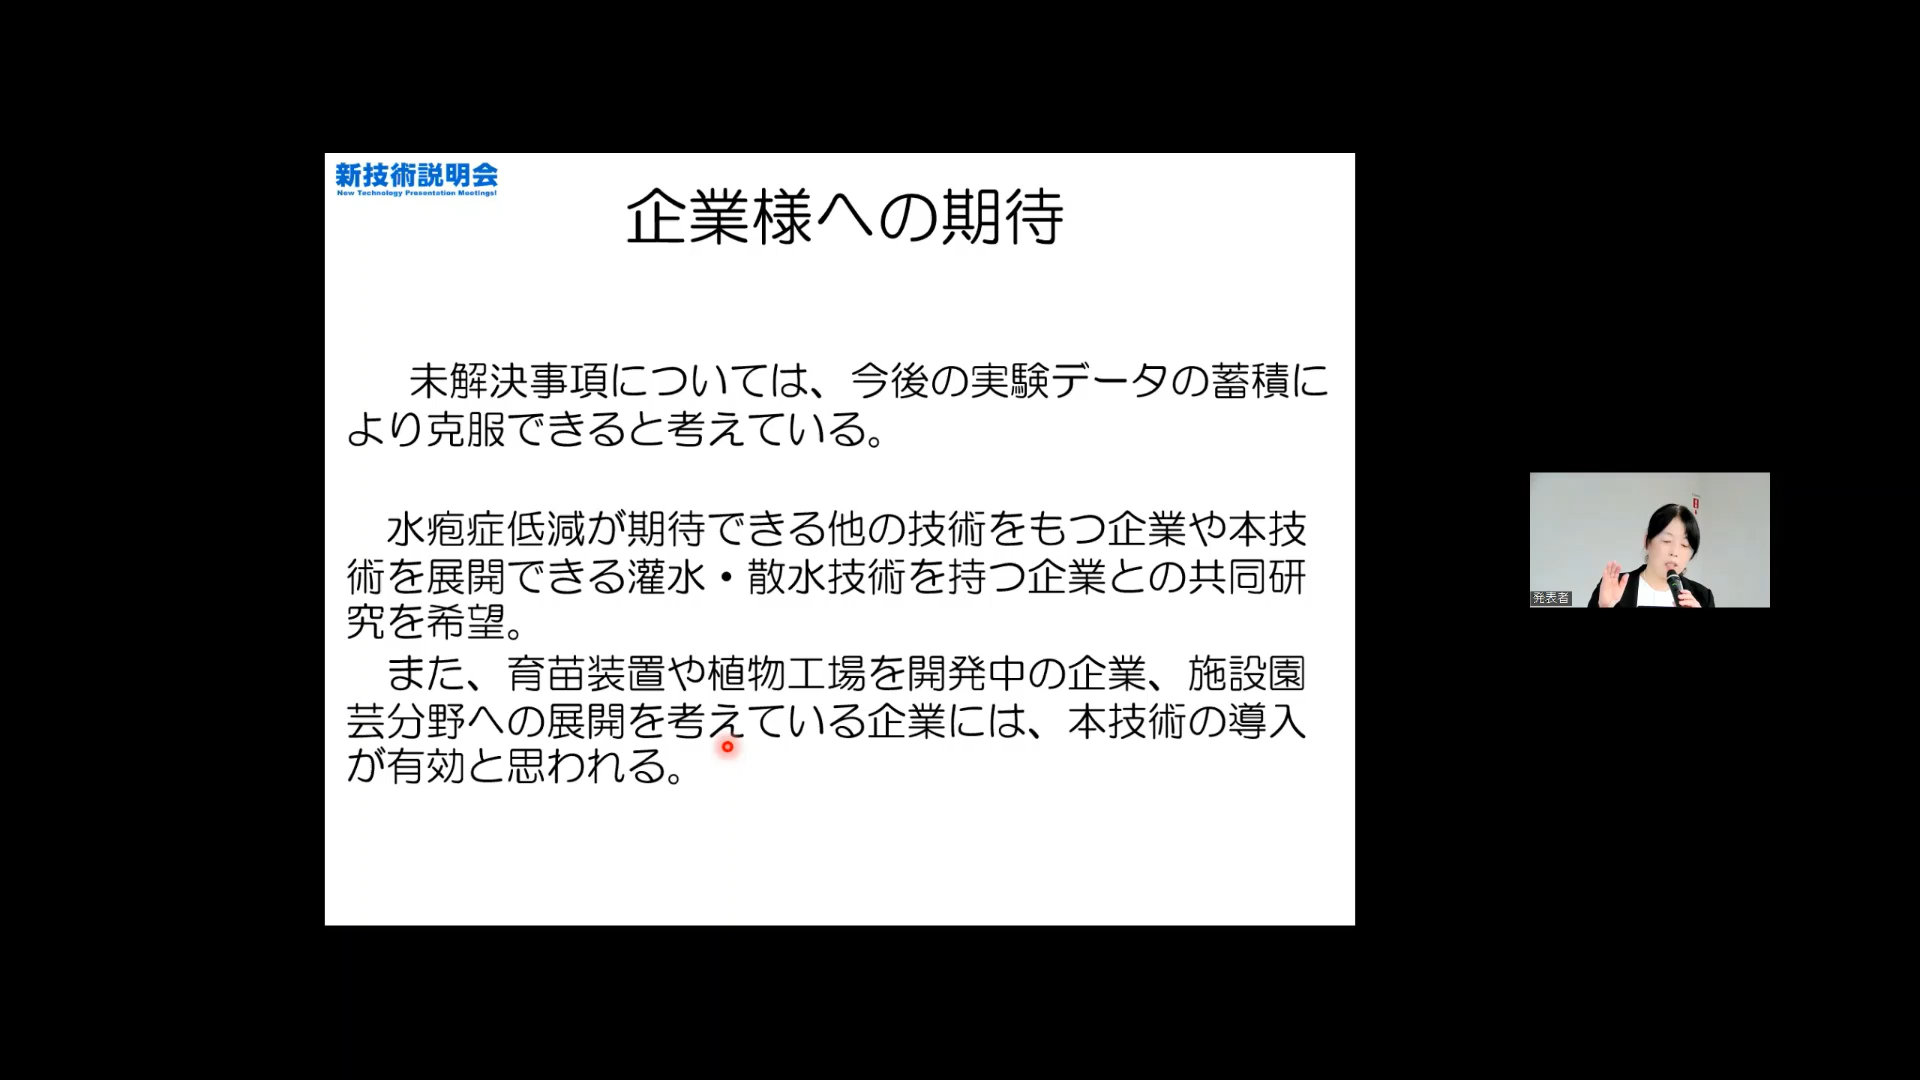 新技術説明会
New Technology Presentation Meetings!
企業様への期待
未解決事項については、今後の実験データの蓄積に
より克服できると考えている。
水疱症低減が期待できる他の技術をもつ企業や本技
術を展開できる灌水・散水技術を持つ企業との共同研
究を希望。
また、育苗装置や植物工場を開発中の企業、施設園
芸分野への展開を考えている企業には、本技術の導入
が有効と思われる。
発表者